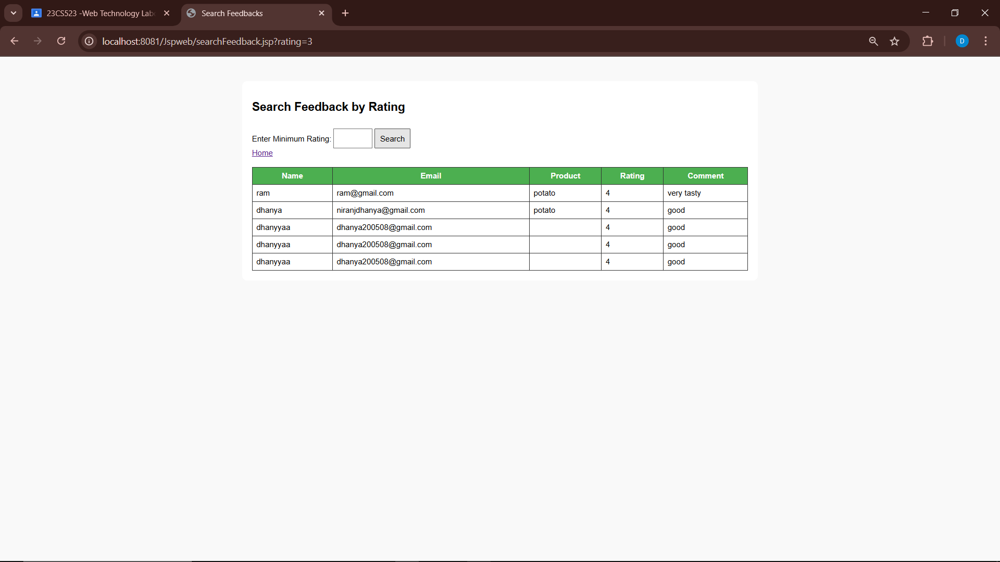 23CS523 -Web Technology Lab
Search Feedbacks
localhost:8081/Jspweb/searchFeedback.jsp?rating=3
D
Search Feedback by Rating
Enter Minimum Rating: Search
Home
Name Email Product Rating Comment
ram ram@gmail.com potato 4 very tasty
dhanya niranjdhanya@gmail.com potato 4 good
dhanyyaa dhanya200508@gmail.com 4 good
dhanyyaa dhanya200508@gmail.com 4 good
dhanyyaa dhanya200508@gmail.com 4 good